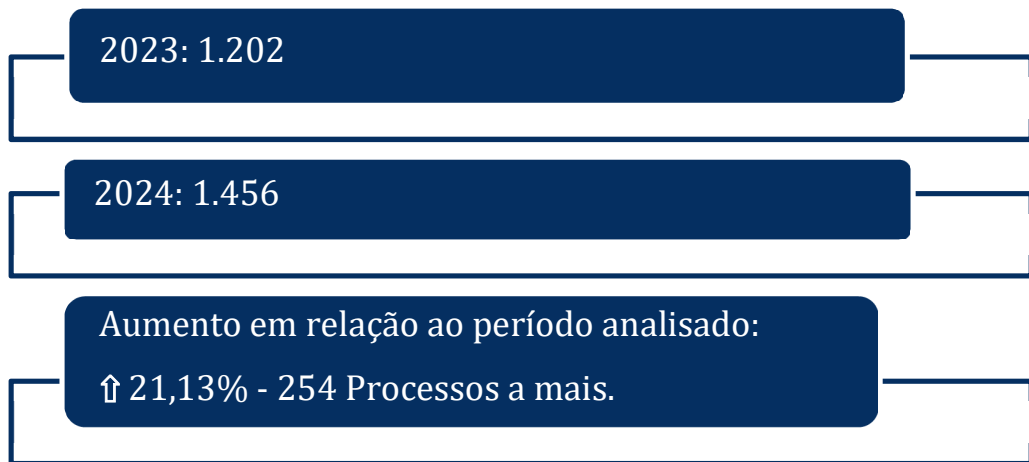 2023: 1.202
2024: 1.456
Aumento em relação ao período analisado:
⇧ 21,13% - 254 Processos a mais.